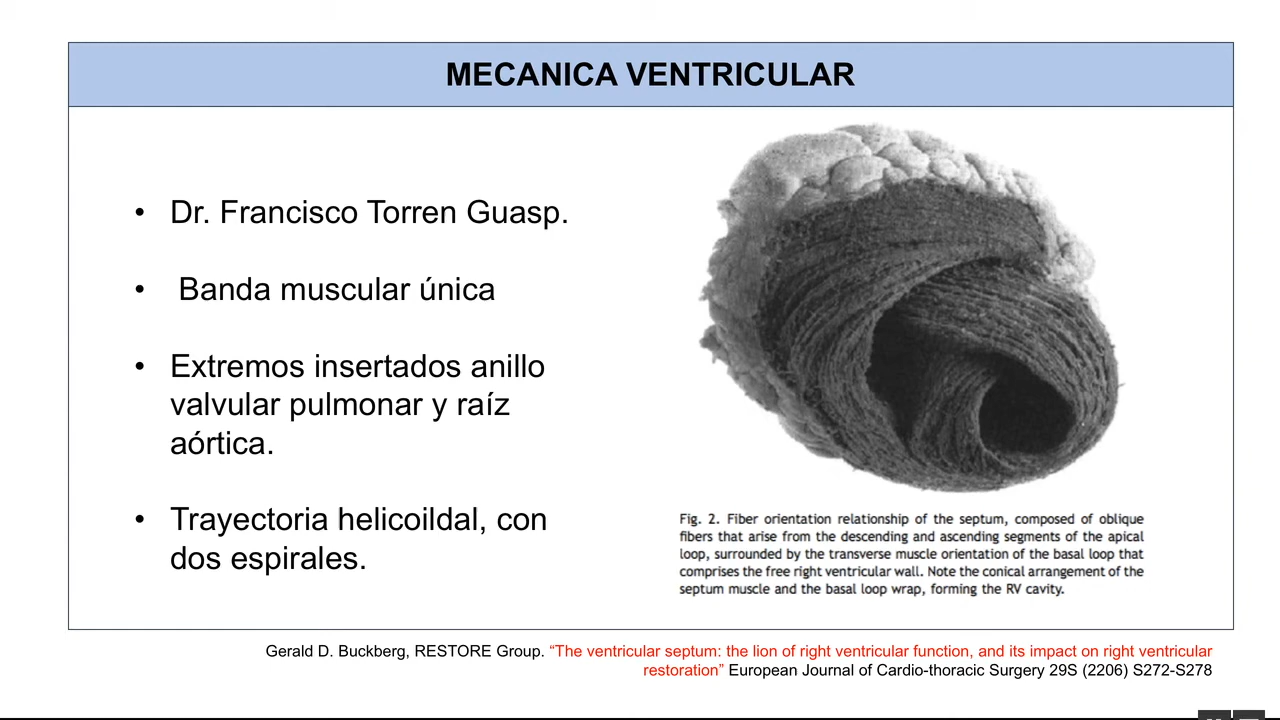 MECANICA VENTRICULAR
• Dr. Francisco Torren Guasp.
• Banda muscular única
• Extremos insertados anillo
valvular pulmonar y raíz
aórtica.
• Trayectoria helicoildal, con
dos espirales.
Fig. 2. Fiber orientation relationship of the septum, composed of oblique
fibers that arise from the descending and ascending segments of the apical
loop, surrounded by the transverse muscle orientation of the basal loop that
comprises the free right ventricular wall. Note the conical arrangement of the
septum muscle and the basal loop wrap, forming the RV cavity.
Gerald D. Buckberg, RESTORE Group. “The ventricular septum: the lion of right ventricular function, and its impact on right ventricular
restoration” European Journal of Cardio-thoracic Surgery 29S (2206) S272-S278